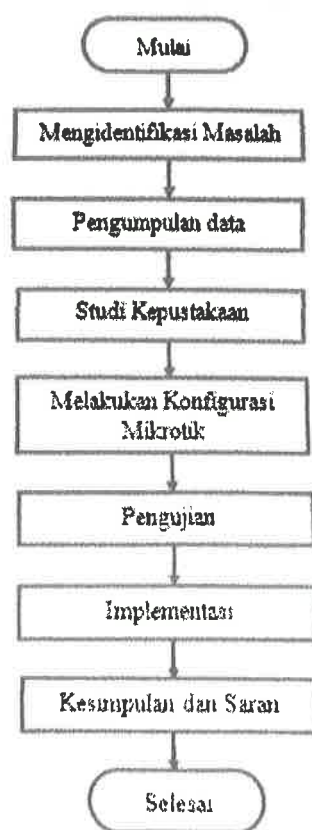 Mulai
Mengidentifikasi Masalah
Pengumpulan data
Studi Kepustakaan
Melakukan Konfigurasi
Mikrotik
Pengujian
Implementasi
Kesimpulan dan Saran
Selesai